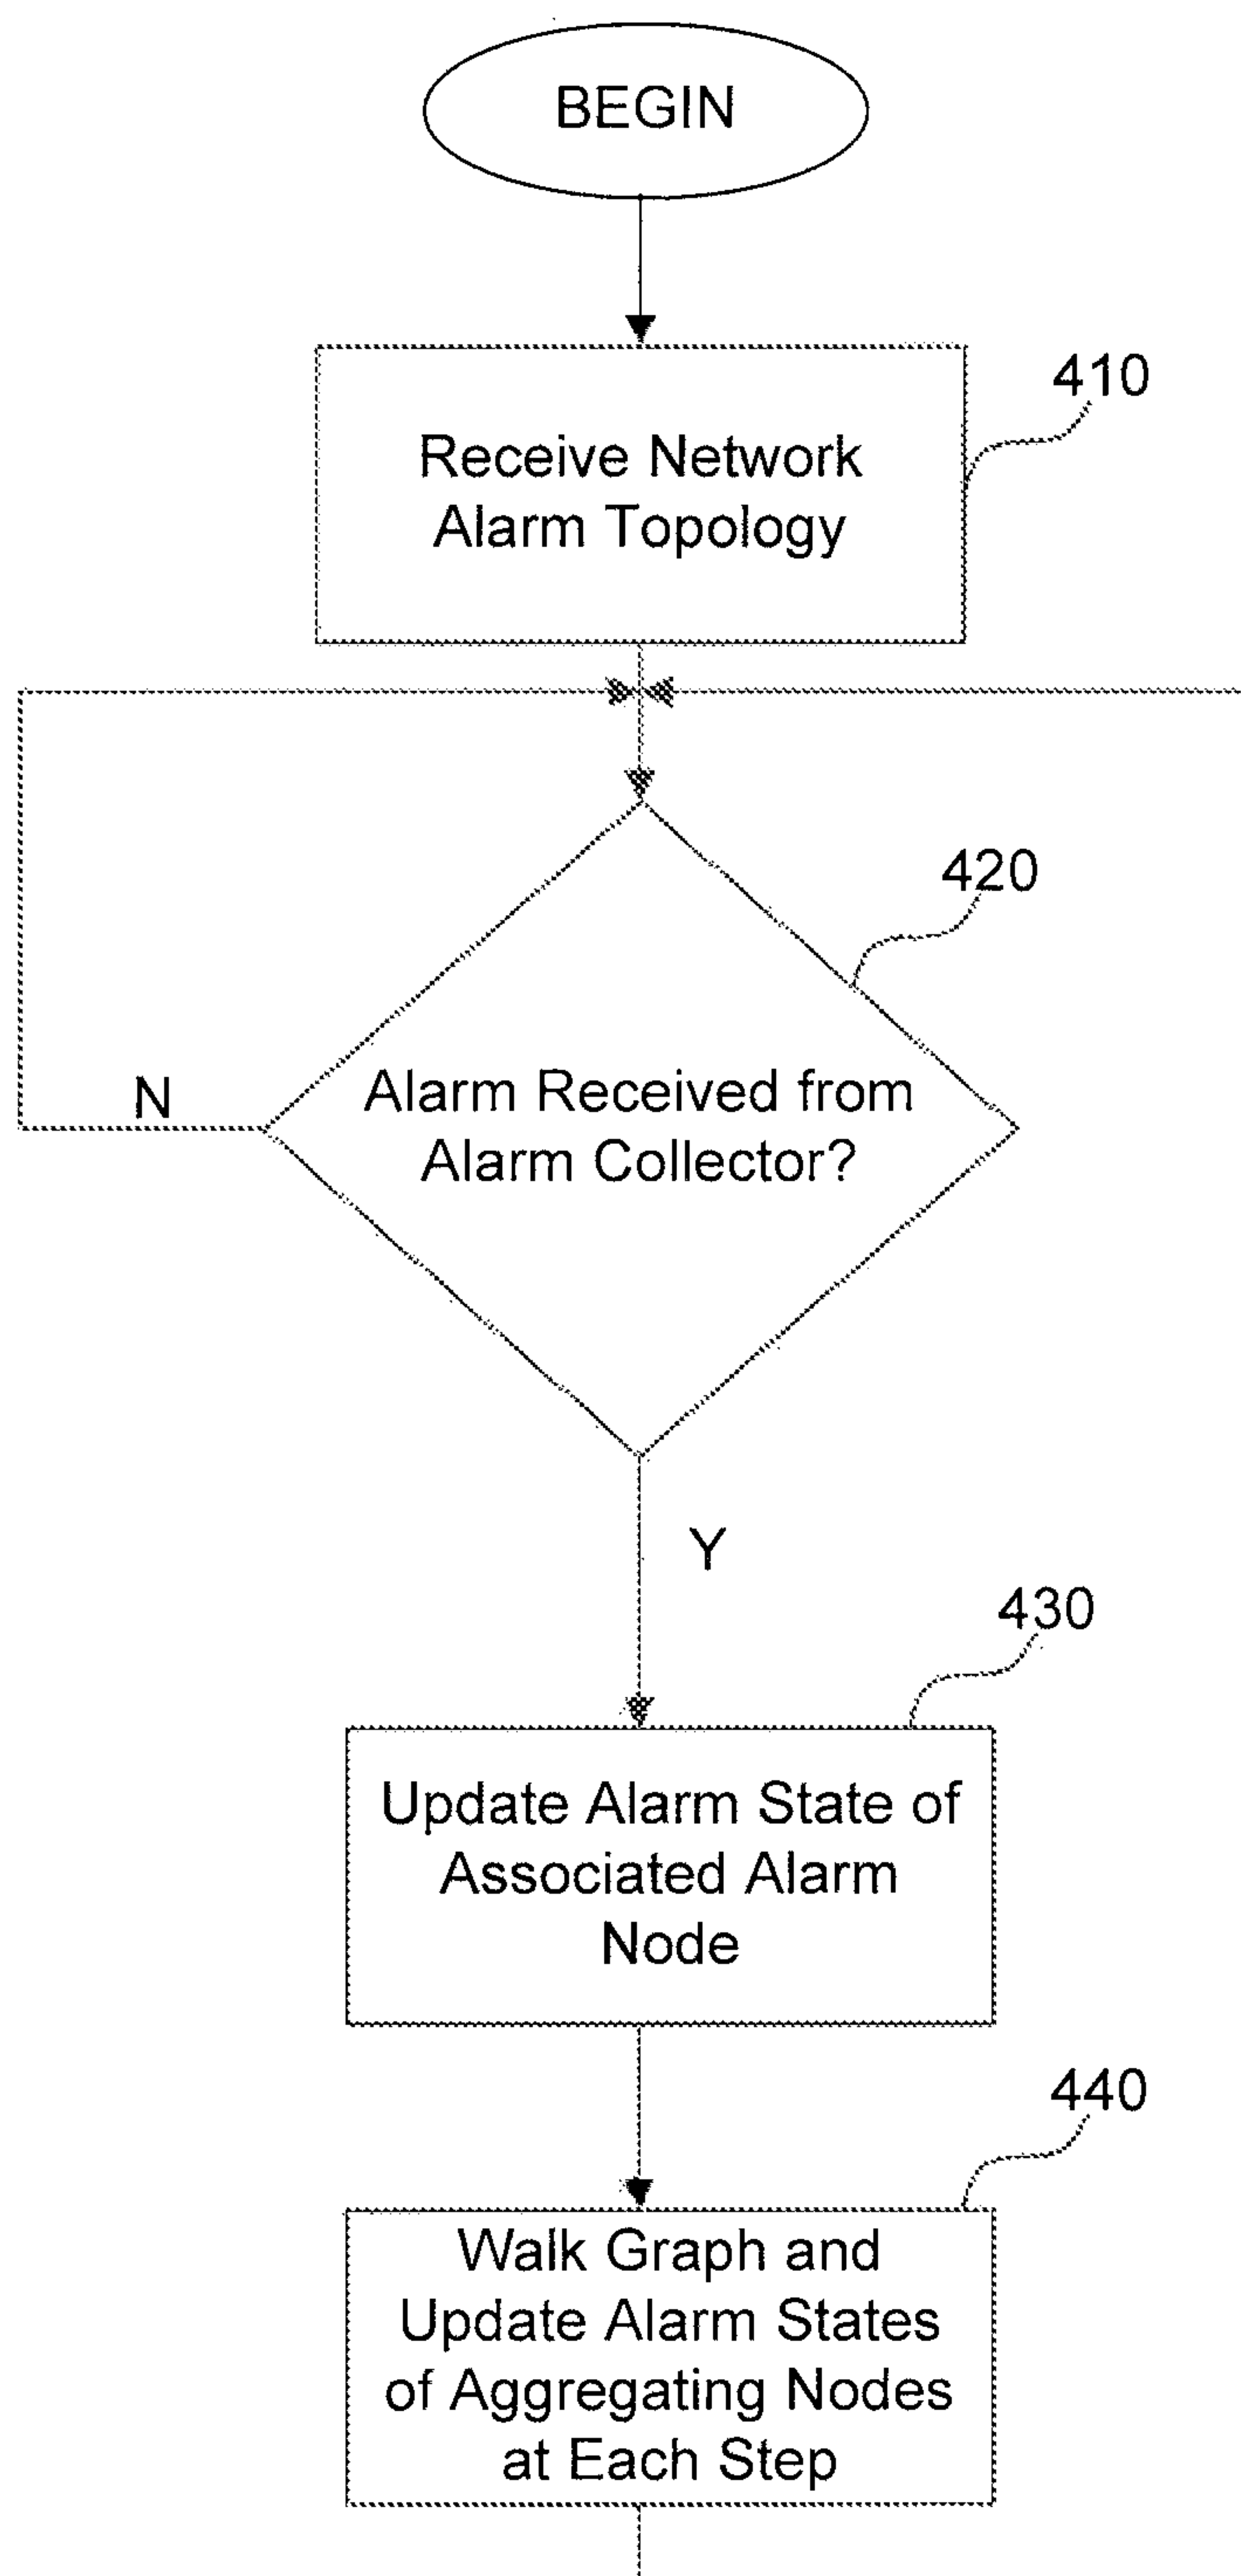 BEGIN
410
Receive Network
Alarm Topology
420
Alarm Received from
Alarm Collector?
N
Y
430
Update Alarm State of
Associated Alarm
Node
440
Walk Graph and
Update Alarm States
of Aggregating Nodes
at Each Step